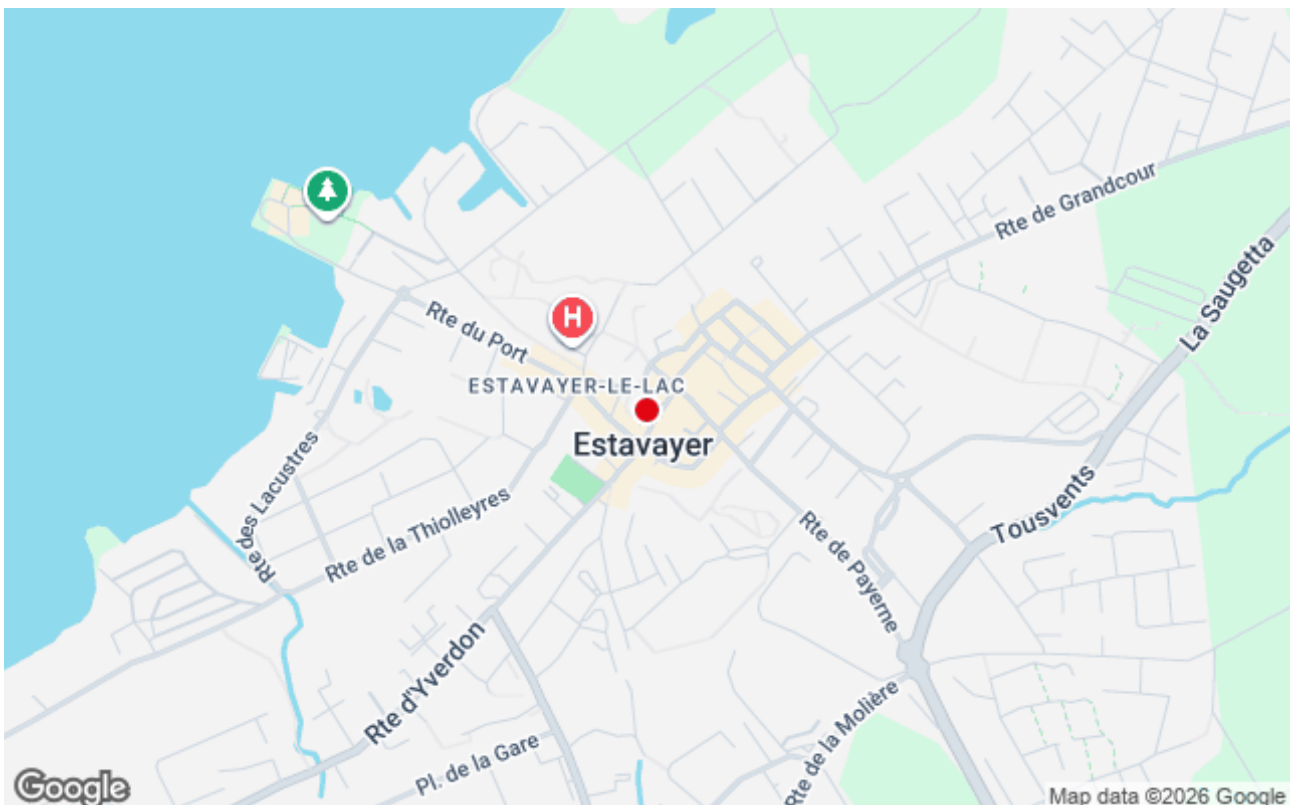 Rte de Grandcour
La Saugetta
Rte du Port
H
ESTAVAYER-LE-LAC
Estavayer
Rte des Lacustres
Rte de la Thiolleyres
Tousvents
Rte de Payerne
Rte d'Yverdon
Rte de la Molière
Pl. de la Gare
Google
Map data ©2026 Google